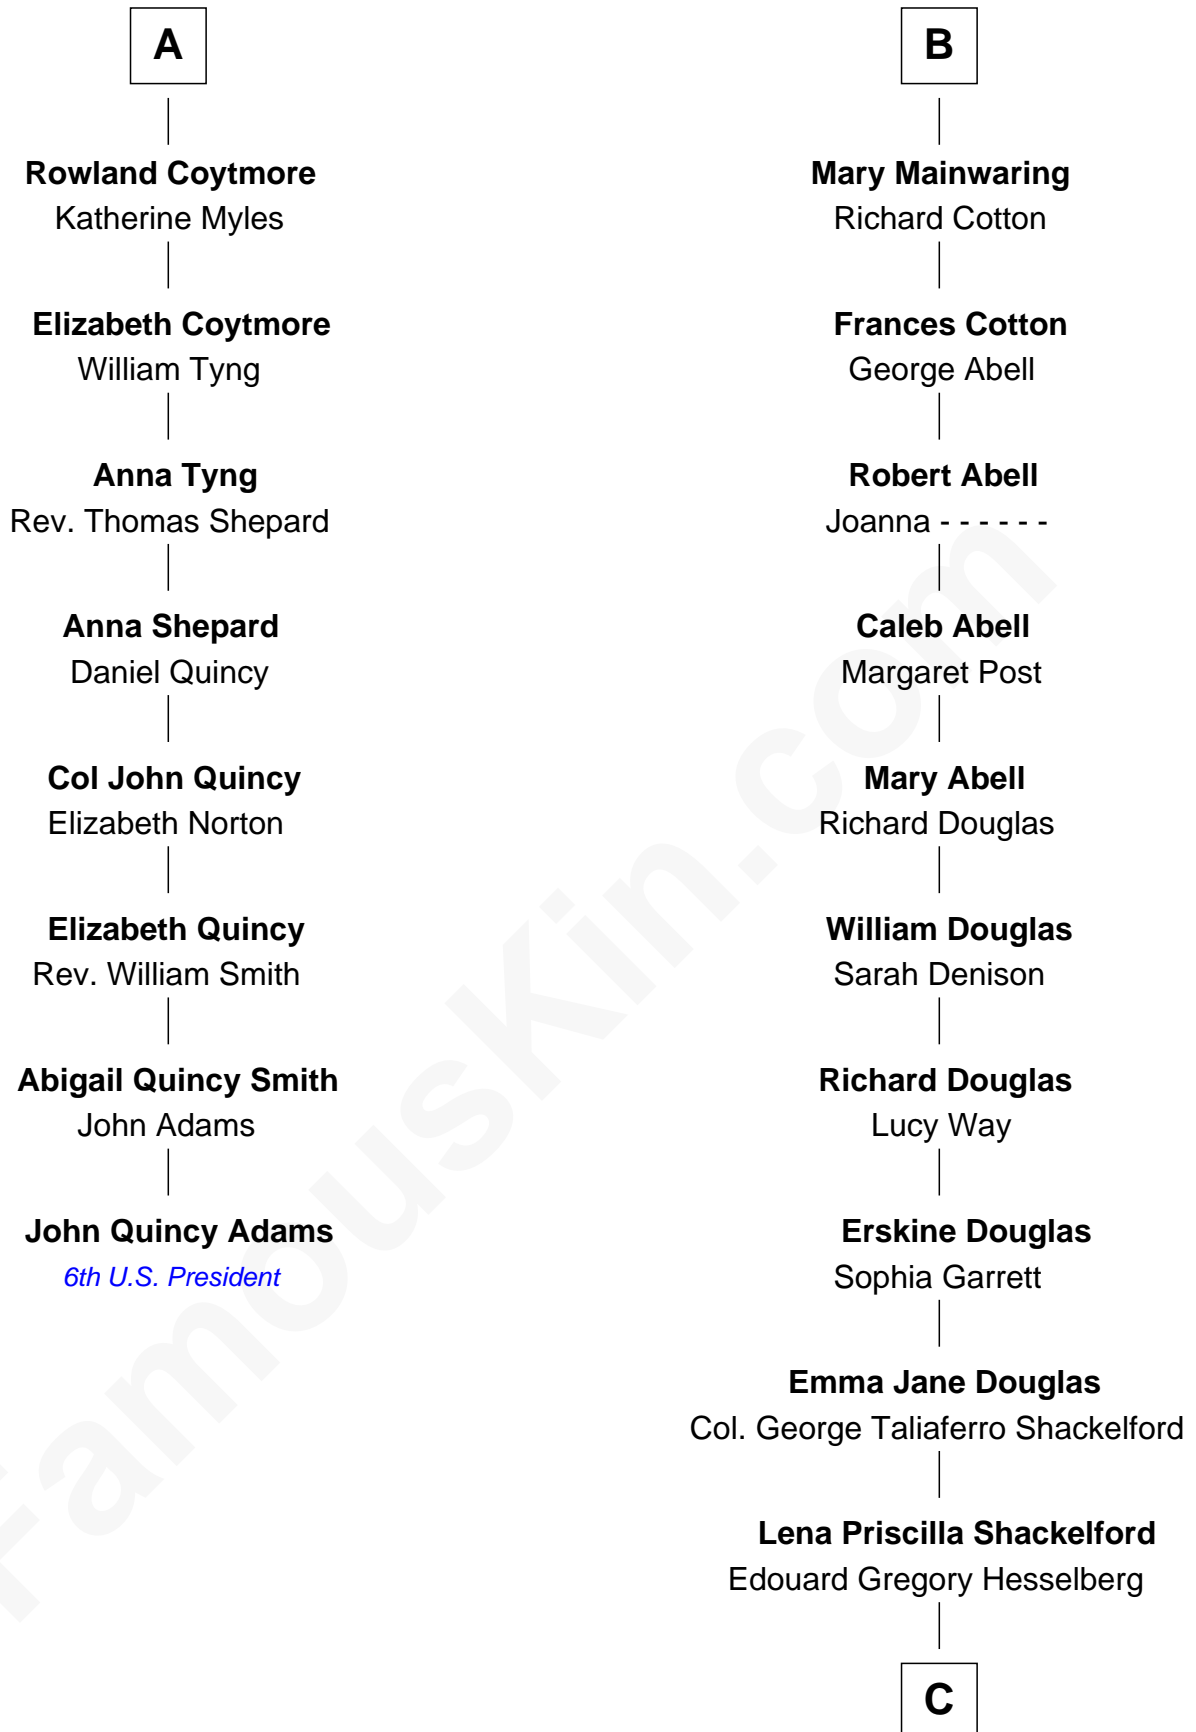 A
Rowland Coytmore
Katherine Myles
Elizabeth Coytmore
William Tyng
Anna Tyng
Rev. Thomas Shepard
Anna Shepard
Daniel Quincy
Col John Quincy
Elizabeth Norton
Elizabeth Quincy
Rev. William Smith
Abigail Quincy Smith
John Adams
John Quincy Adams
6th U.S. President
B
Mary Mainwaring
Richard Cotton
Frances Cotton
George Abell
Robert Abell
Joanna - - - - - -
Caleb Abell
Margaret Post
Mary Abell
Richard Douglas
William Douglas
Sarah Denison
Richard Douglas
Lucy Way
Erskine Douglas
Sophia Garrett
Emma Jane Douglas
Col. George Taliaferro Shackelford
Lena Priscilla Shackelford
Edouard Gregory Hesselberg
C
FamousKin.com